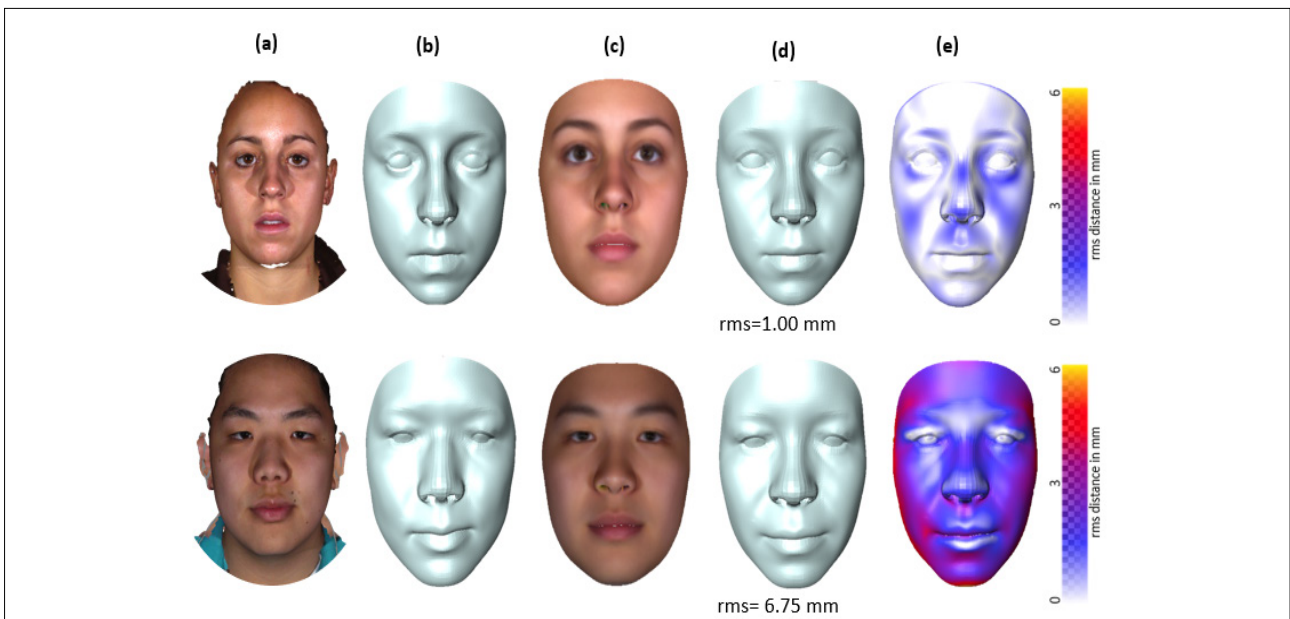 (a) (b) (c) (d) (e)
6
3
0
rms distance in mm
rms=1.00 mm
6
3
0
rms distance in mm
rms= 6.75 mm